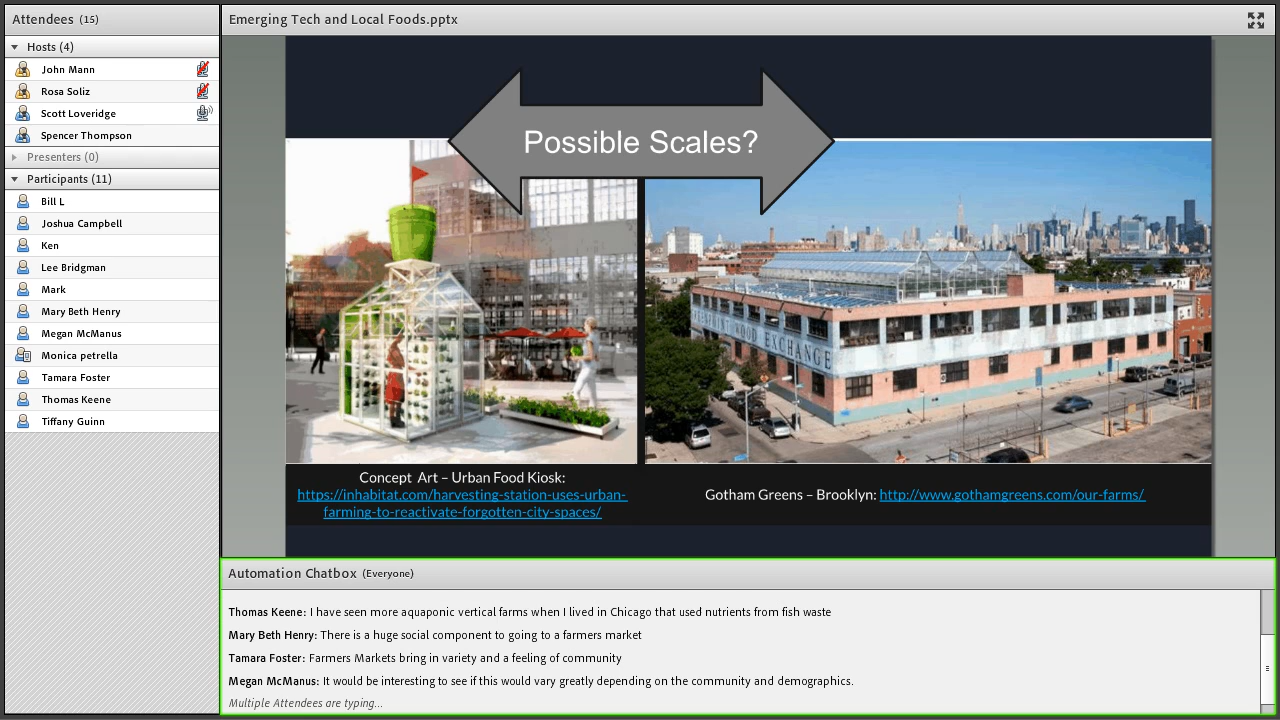 Attendees (15)
Hosts (4)
John Mann
Rosa Soliz
Scott Loveridge
Spencer Thompson
Presenters (0)
Participants (11)
Bill L
Joshua Campbell
Ken
Lee Bridgman
Mark
Mary Beth Henry
Megan McManus
Monica petrella
Tamara Foster
Thomas Keene
Tiffany Guinn
Emerging Tech and Local Foods.pptx
Possible Scales?
WOOD EXCHANGE
Concept Art – Urban Food Kiosk:
https://inhabitat.com/harvesting-station-uses-urban-
farming-to-reactivate-forgotten-city-spaces/
Gotham Greens – Brooklyn: http://www.gothamgreens.com/our-farms/
Automation Chatbox (Everyone)
Thomas Keene: I have seen more aquaponic vertical farms when I lived in Chicago that used nutrients from fish waste
Mary Beth Henry: There is a huge social component to going to a farmers market
Tamara Foster: Farmers Markets bring in variety and a feeling of community
Megan McManus: It would be interesting to see if this would vary greatly depending on the community and demographics.
Multiple Attendees are typing...